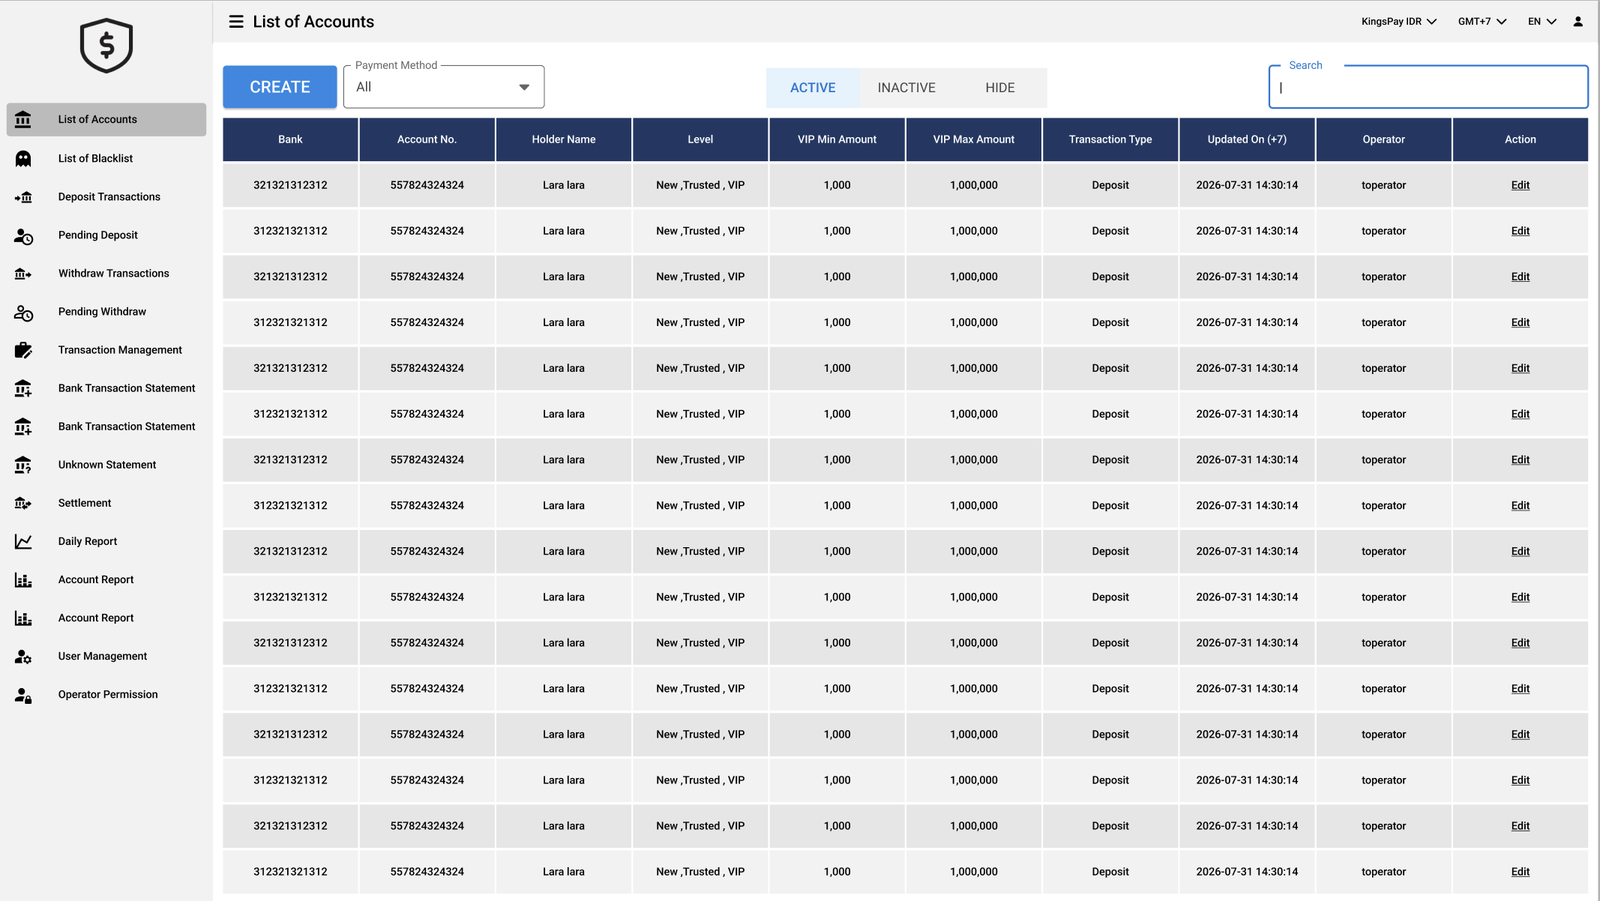 $
List of Accounts
KingsPay IDR GMT+7 EN
List of Accounts
List of Blacklist
Deposit Transactions
Pending Deposit
Withdraw Transactions
Pending Withdraw
Transaction Management
Bank Transaction Statement
Bank Transaction Statement
Unknown Statement
Settlement
Daily Report
Account Report
Account Report
User Management
Operator Permission
CREATE
Payment Method
All
ACTIVE INACTIVE HIDE
Search
Bank Account No. Holder Name Level VIP Min Amount VIP Max Amount Transaction Type Updated On (+7) Operator Action
321321312312 557824324324 Lara lara New ,Trusted , VIP 1,000 1,000,000 Deposit 2026-07-31 14:30:14 toperator Edit
312321321312 557824324324 Lara lara New ,Trusted , VIP 1,000 1,000,000 Deposit 2026-07-31 14:30:14 toperator Edit
321321312312 557824324324 Lara lara New ,Trusted , VIP 1,000 1,000,000 Deposit 2026-07-31 14:30:14 toperator Edit
312321321312 557824324324 Lara lara New ,Trusted , VIP 1,000 1,000,000 Deposit 2026-07-31 14:30:14 toperator Edit
321321312312 557824324324 Lara lara New ,Trusted , VIP 1,000 1,000,000 Deposit 2026-07-31 14:30:14 toperator Edit
312321321312 557824324324 Lara lara New ,Trusted , VIP 1,000 1,000,000 Deposit 2026-07-31 14:30:14 toperator Edit
321321312312 557824324324 Lara lara New ,Trusted , VIP 1,000 1,000,000 Deposit 2026-07-31 14:30:14 toperator Edit
312321321312 557824324324 Lara lara New ,Trusted , VIP 1,000 1,000,000 Deposit 2026-07-31 14:30:14 toperator Edit
321321312312 557824324324 Lara lara New ,Trusted , VIP 1,000 1,000,000 Deposit 2026-07-31 14:30:14 toperator Edit
312321321312 557824324324 Lara lara New ,Trusted , VIP 1,000 1,000,000 Deposit 2026-07-31 14:30:14 toperator Edit
321321312312 557824324324 Lara lara New ,Trusted , VIP 1,000 1,000,000 Deposit 2026-07-31 14:30:14 toperator Edit
312321321312 557824324324 Lara lara New ,Trusted , VIP 1,000 1,000,000 Deposit 2026-07-31 14:30:14 toperator Edit
321321312312 557824324324 Lara lara New ,Trusted , VIP 1,000 1,000,000 Deposit 2026-07-31 14:30:14 toperator Edit
312321321312 557824324324 Lara lara New ,Trusted , VIP 1,000 1,000,000 Deposit 2026-07-31 14:30:14 toperator Edit
321321312312 557824324324 Lara lara New ,Trusted , VIP 1,000 1,000,000 Deposit 2026-07-31 14:30:14 toperator Edit
312321321312 557824324324 Lara lara New ,Trusted , VIP 1,000 1,000,000 Deposit 2026-07-31 14:30:14 toperator Edit